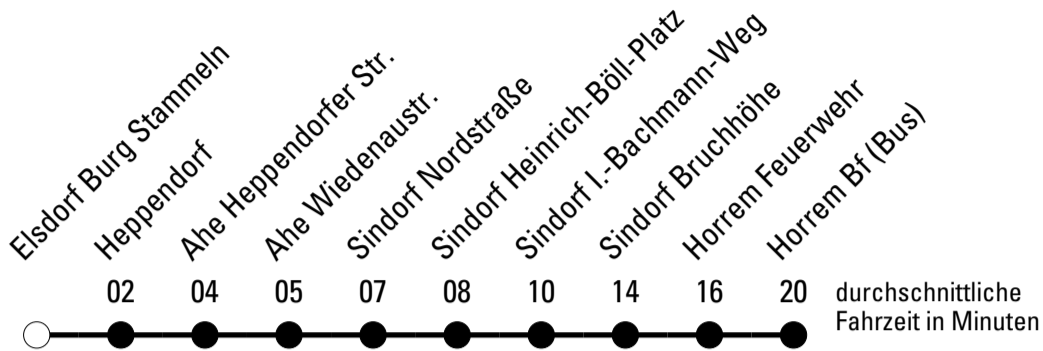 Elsdorf Burg Stammeln
Heppendorf
Ahe Heppendorfer Str.
Ahe Wiedenaustr.
Sindorf Nordstraße
Sindorf Heinrich-Böll-Platz
Sindorf I.-Bachmann-Weg
Sindorf Bruchhöhe
Horrem Feuerwehr
Horrem Bf (Bus)
02 04 05 07 08 10 14 16 20
durchschnittliche
Fahrzeit in Minuten